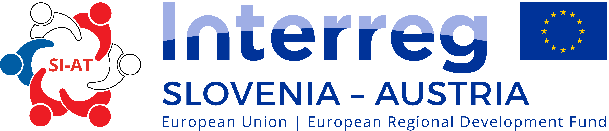 SI-AT
Interreg
SLOVENIA – AUSTRIA
European Union | European Regional Development Fund